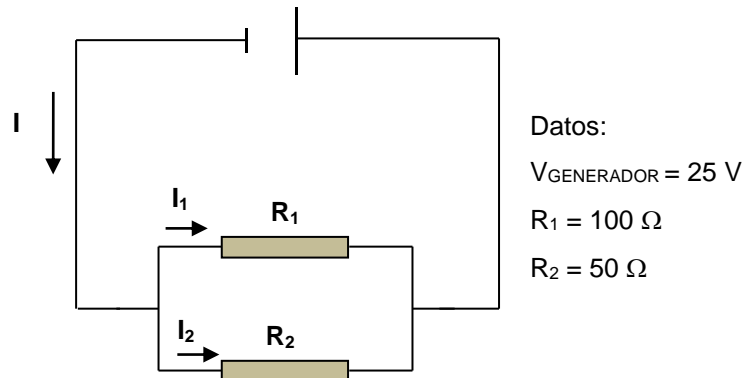 I
I₁
R₁
I₂
R₂
Datos:
VGENERADOR = 25 V
R₁ = 100 Ω
R₂ = 50 Ω